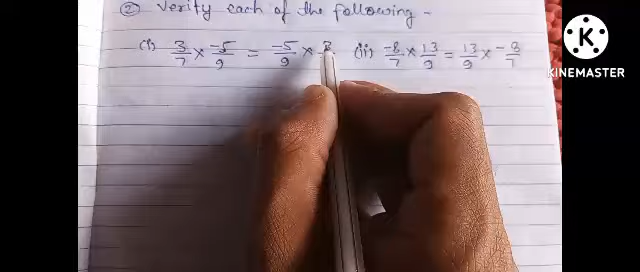 ② Verify each of the following -
(i) 3/7 × -5/9 = -5/9 × 3 (ii) -8/7 × 13/9 = 13/9 × -8/7
KINEMASTER